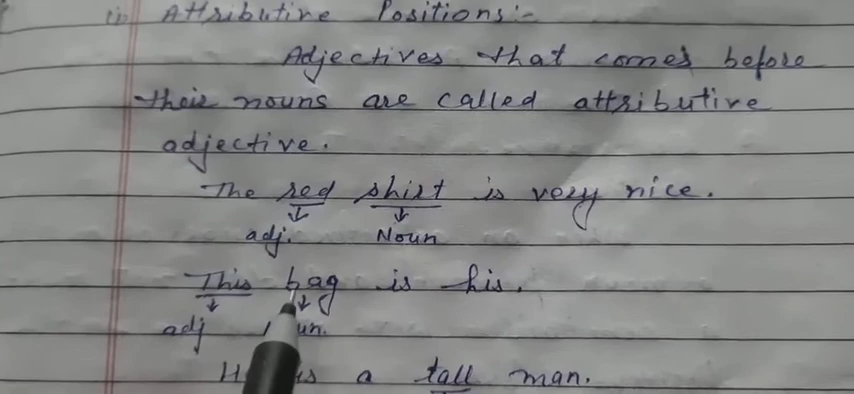 (i) Attributive Positions:-
Adjectives that comes before
their nouns are called attributive
adjective.
The red shirt is very nice.
adj. Noun
This bag is his.
adj
is a tall man.